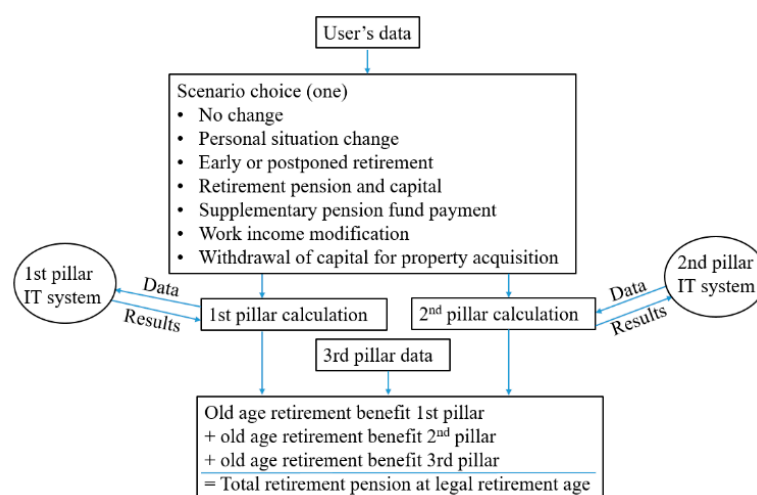 User's data
Scenario choice (one)
• No change
• Personal situation change
• Early or postponed retirement
• Retirement pension and capital
• Supplementary pension fund payment
• Work income modification
• Withdrawal of capital for property acquisition
1st pillar
IT system
Data
Results
1st pillar calculation
2nd pillar calculation
Data
Results
2nd pillar
IT system
3rd pillar data
Old age retirement benefit 1st pillar
+ old age retirement benefit 2nd pillar
+ old age retirement benefit 3rd pillar
= Total retirement pension at legal retirement age